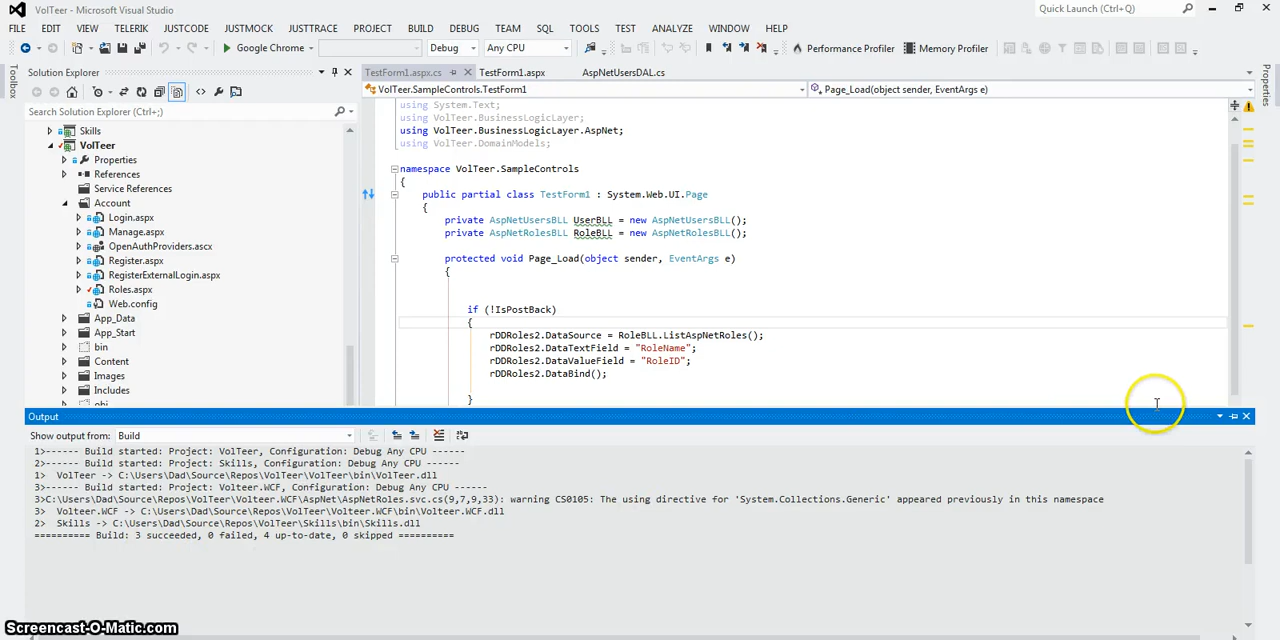 VolTeer - Microsoft Visual Studio
Quick Launch (Ctrl+Q)
FILE EDIT VIEW TELERIK JUSTCODE JUSTMOCK JUSTTRACE PROJECT BUILD DEBUG TEAM SQL TOOLS TEST ANALYZE WINDOW HELP
Google Chrome Debug Any CPU Performance Profiler Memory Profiler
Toolbox
Solution Explorer
Search Solution Explorer (Ctrl+;)
Skills
VolTeer
Properties
References
Service References
Account
Login.aspx
Manage.aspx
OpenAuthProviders.ascx
Register.aspx
RegisterExternalLogin.aspx
Roles.aspx
Web.config
App_Data
App_Start
bin
Content
Images
Includes
obj
TestForm1.aspx.cs TestForm1.aspx AspNetUsersDAL.cs
VolTeer.SampleControls.TestForm1 Page_Load(object sender, EventArgs e)
using System.Text;
using VolTeer.BusinessLogicLayer;
using VolTeer.BusinessLogicLayer.AspNet;
using VolTeer.DomainModels;
namespace VolTeer.SampleControls
{
public partial class TestForm1 : System.Web.UI.Page
{
private AspNetUsersBLL UserBLL = new AspNetUsersBLL();
private AspNetRolesBLL RoleBLL = new AspNetRolesBLL();
protected void Page_Load(object sender, EventArgs e)
{
if (!IsPostBack)
{
rDDRoles2.DataSource = RoleBLL.ListAspNetRoles();
rDDRoles2.DataTextField = "RoleName";
rDDRoles2.DataValueField = "RoleID";
rDDRoles2.DataBind();
}
Properties
Output
Show output from: Build
1>------ Build started: Project: VolTeer, Configuration: Debug Any CPU ------
2>------ Build started: Project: Skills, Configuration: Debug Any CPU ------
1>  VolTeer -> C:\Users\Dad\Source\Repos\VolTeer\VolTeer\bin\VolTeer.dll
3>------ Build started: Project: Volteer.WCF, Configuration: Debug Any CPU ------
3>C:\Users\Dad\Source\Repos\VolTeer\Volteer.WCF\AspNet\AspNetRoles.svc.cs(9,7,9,33): warning CS0105: The using directive for 'System.Collections.Generic' appeared previously in this namespace
3>  Volteer.WCF -> C:\Users\Dad\Source\Repos\VolTeer\Volteer.WCF\bin\Volteer.WCF.dll
2>  Skills -> C:\Users\Dad\Source\Repos\VolTeer\Skills\bin\Skills.dll
========== Build: 3 succeeded, 0 failed, 4 up-to-date, 0 skipped ==========
Screencast-O-Matic.com